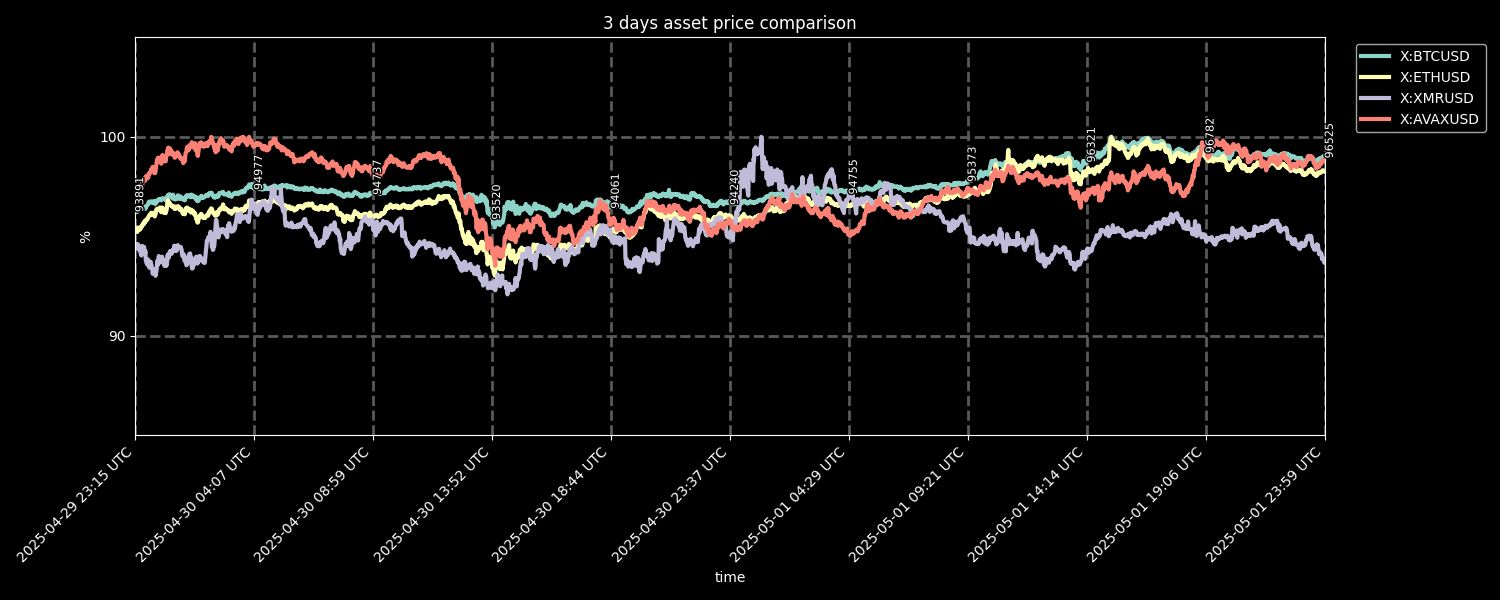 3 days asset price comparison
X:BTCUSD
X:ETHUSD
X:XMRUSD
X:AVAXUSD
100
90
%
93891
94977
94737
93520
94061
94240
94755
95373
96321
96782
96525
2025-04-29 23:15 UTC
2025-04-30 04:07 UTC
2025-04-30 08:59 UTC
2025-04-30 13:52 UTC
2025-04-30 18:44 UTC
2025-04-30 23:37 UTC
2025-05-01 04:29 UTC
2025-05-01 09:21 UTC
2025-05-01 14:14 UTC
2025-05-01 19:06 UTC
2025-05-01 23:59 UTC
time